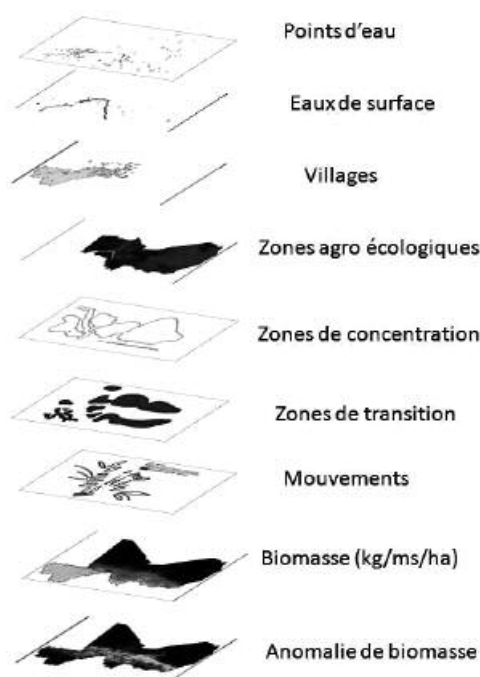 Points d'eau
Eaux de surface
Villages
Zones agro écologiques
Zones de concentration
Zones de transition
Mouvements
Biomasse (kg/ms/ha)
Anomalie de biomasse